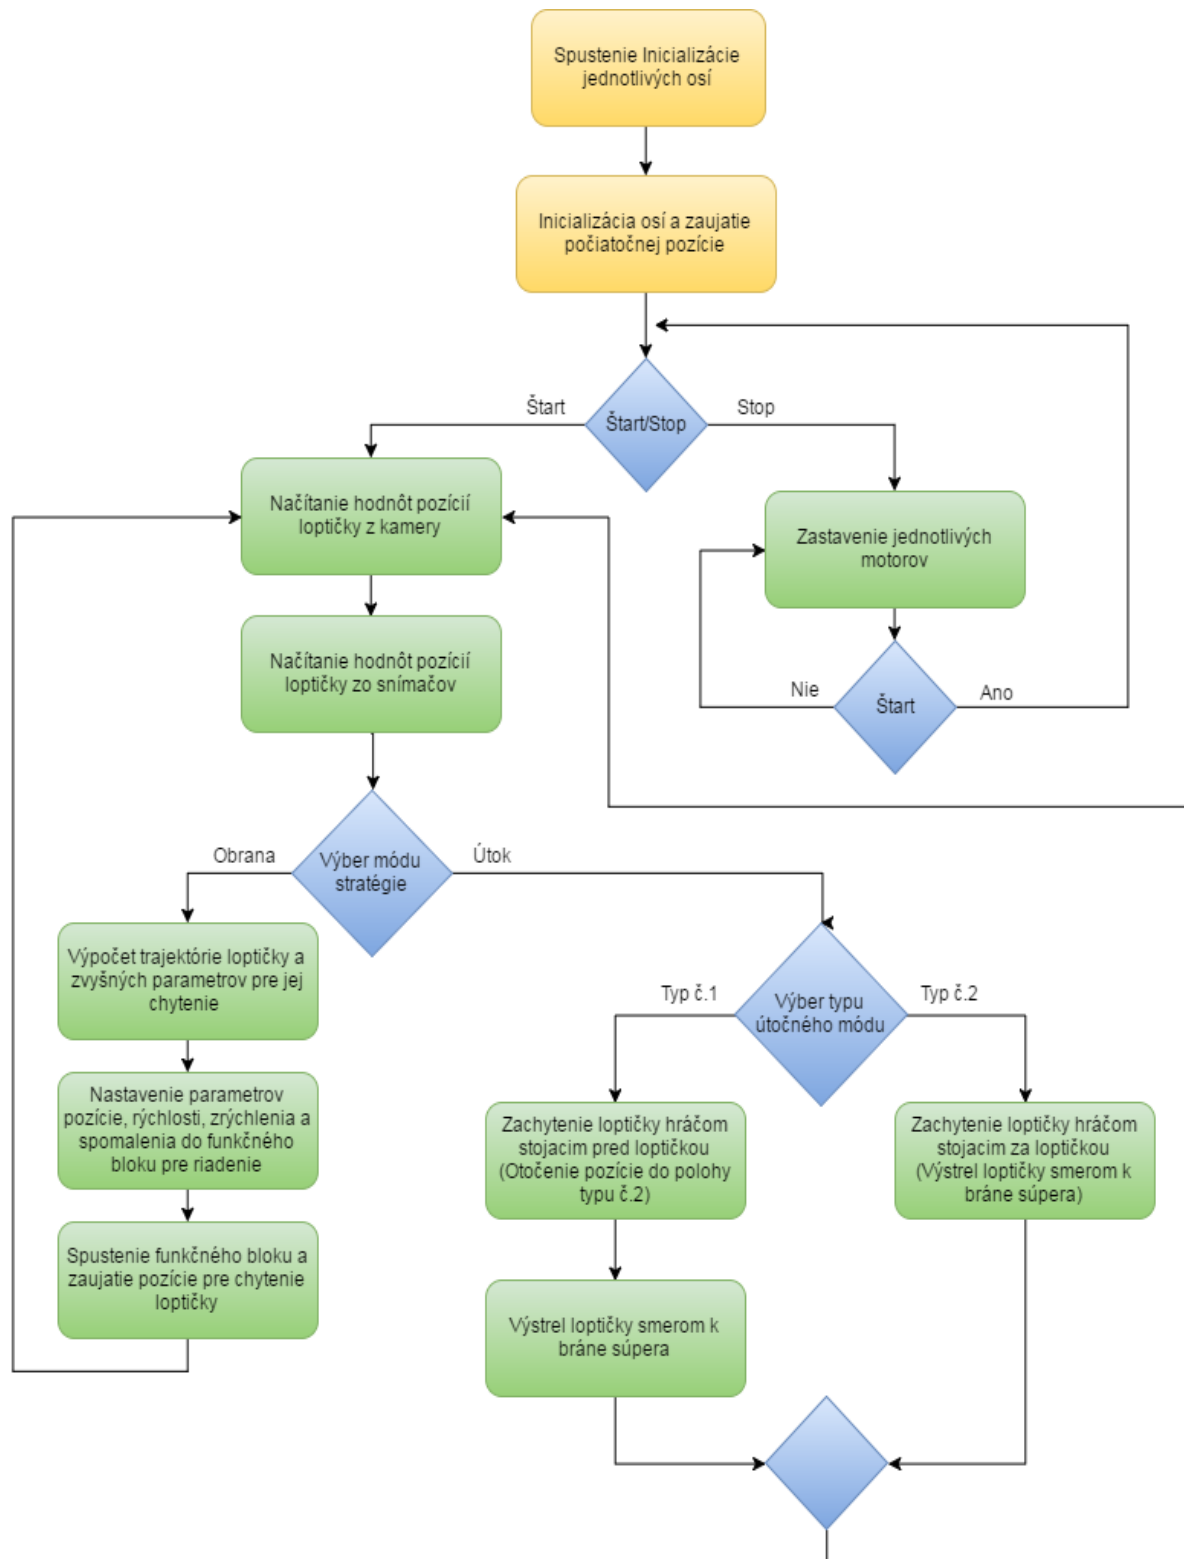 Spustenie Inicializácie
jednotlivých osí
Inicializácia osí a zaujatie
počiatočnej pozície
Štart
Štart/Stop
Stop
Načítanie hodnôt pozícií
loptičky z kamery
Zastavenie jednotlivých
motorov
Načítanie hodnôt pozícií
loptičky zo snímačov
Nie
Štart
Ano
Obrana
Výber módu
stratégie
Útok
Výpočet trajektórie loptičky a
zvyšných parametrov pre jej
chytenie
Typ č.1
Výber typu
útočného módu
Typ č.2
Nastavenie parametrov
pozície, rýchlosti, zrýchlenia a
spomalenia do funkčného
bloku pre riadenie
Zachytenie loptičky hráčom
stojacim pred loptičkou
(Otočenie pozície do polohy
typu č.2)
Zachytenie loptičky hráčom
stojacim za loptičkou
(Výstrel loptičky smerom k
bráne súpera)
Spustenie funkčného bloku a
zaujatie pozície pre chytenie
loptičky
Výstrel loptičky smerom k
bráne súpera